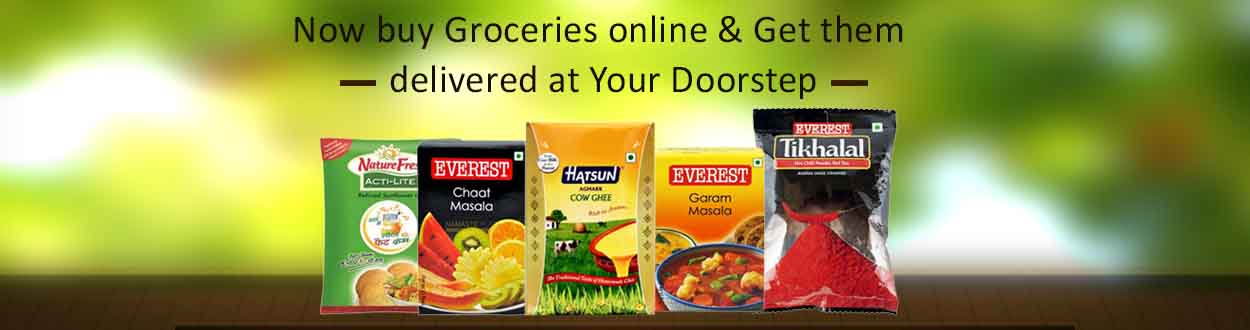 Now buy Groceries online & Get them
delivered at Your Doorstep
NatureFres
ACTI-LITE
EVEREST
Chaat
Masala
HATSUN
AGMARK
COW GHEE
EVEREST
Garam
Masala
EVEREST
Tikhalal